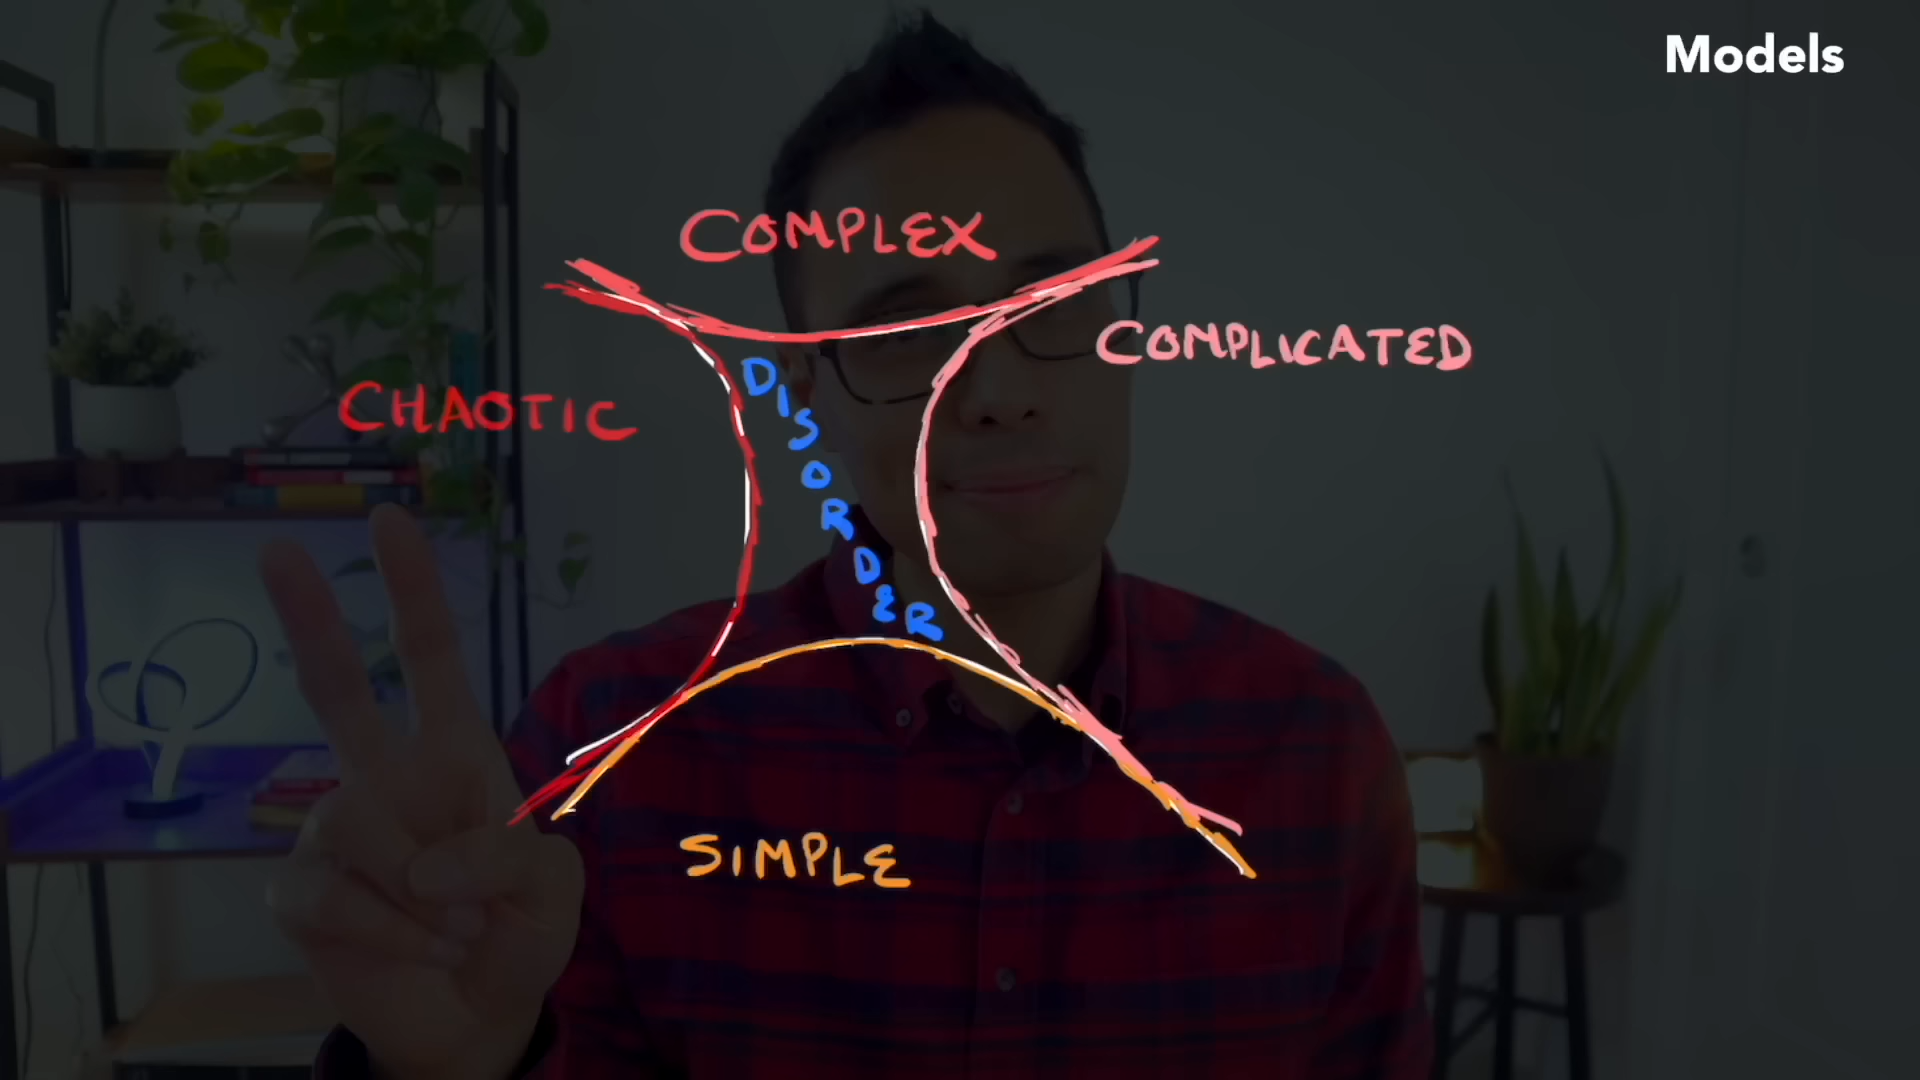 Models
COMPLEX
COMPLICATED
CHAOTIC
DISORDER
SIMPLE